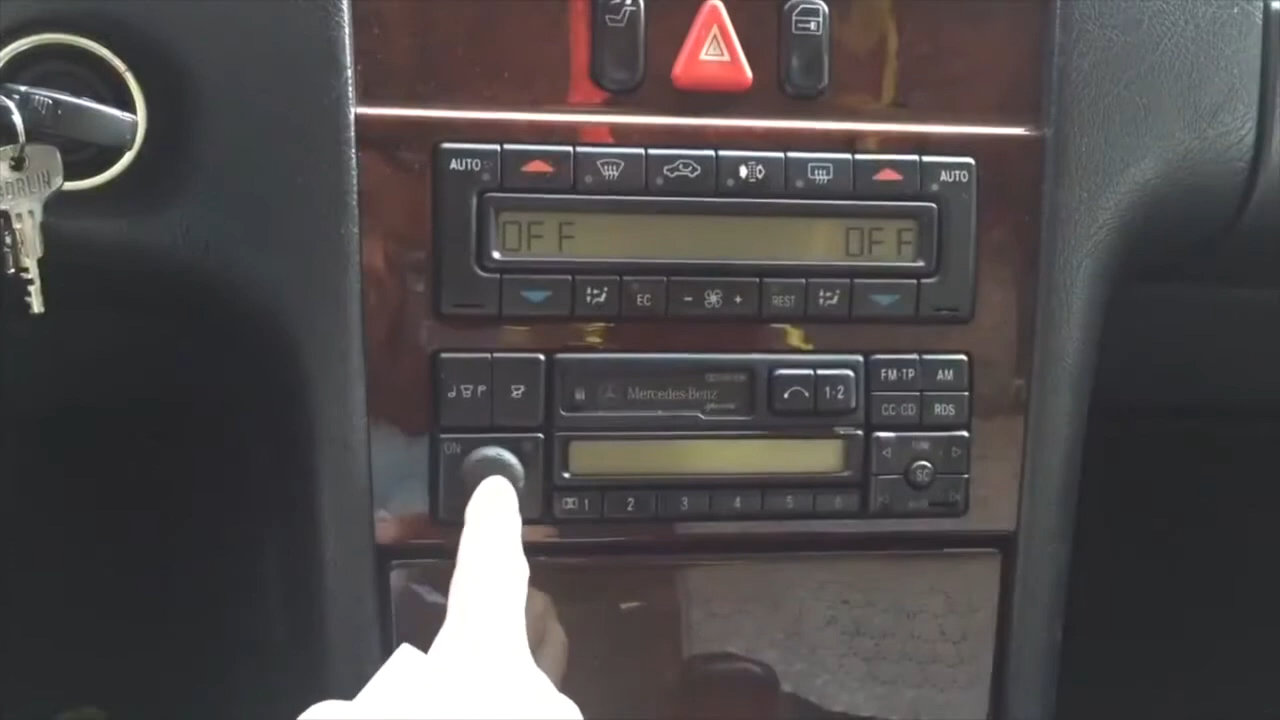 AUTO
AUTO
OFF OFF
EC - + REST
Mercedes-Benz
1·2
FM·TP AM
CC·CD RDS
ON
SC
1 2 3 4 5 6